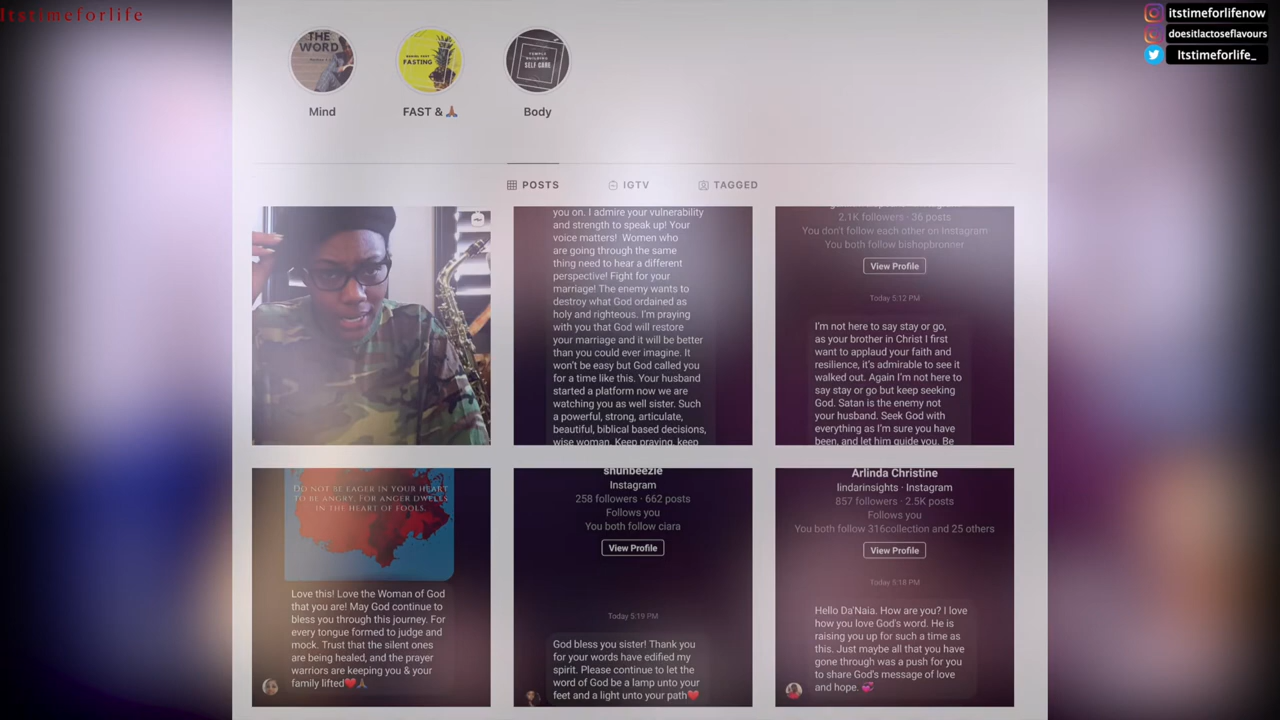 Itstimeforlife
itstimeforlifenow
doesitlactoseflavours
Itstimeforlife_
THE
WORD
FASTING
SELF CARE
Mind
FAST & 🙏🏾
Body
POSTS
IGTV
TAGGED
you on. I admire your vulnerability
and strength to speak up! Your
voice matters! Women who
are going through the same
thing need to hear a different
perspective! Fight for your
marriage! The enemy wants to
destroy what God ordained as
holy and righteous. I'm praying
with you that God will restore
your marriage and it will be better
than you could ever imagine. It
won't be easy but God called you
for a time like this. Your husband
started a platform now we are
watching you as well sister. Such
a powerful, strong, articulate,
beautiful, biblical based decisions,
wise woman. Keep praying, keep
2.1K followers · 36 posts
You don't follow each other on Instagram
You both follow bishopbronner
View Profile
Today 5:12 PM
I'm not here to say stay or go,
as your brother in Christ I first
want to applaud your faith and
resilience, it's admirable to see it
walked out. Again I'm not here to
say stay or go but keep seeking
God. Satan is the enemy not
your husband. Seek God with
everything as I'm sure you have
been, and let him guide you. Be
DO NOT BE EAGER IN YOUR HEART
TO BE ANGRY, FOR ANGER DWELLS
IN THE HEART OF FOOLS.
Love this! Love the Woman of God
that you are! May God continue to
bless you through this journey. For
every tongue formed to judge and
mock. Trust that the silent ones
are being healed, and the prayer
warriors are keeping you & your
family lifted❤️🙏🏾
shunbeezie
Instagram
258 followers · 662 posts
Follows you
You both follow ciara
View Profile
Today 5:19 PM
God bless you sister! Thank you
for your words have edified my
spirit. Please continue to let the
word of God be a lamp unto your
feet and a light unto your path❤️
Arlinda Christine
lindarinsights · Instagram
857 followers · 2.5K posts
Follows you
You both follow 316collection and 25 others
View Profile
Today 5:18 PM
Hello Da'Naia. How are you? I love
how you love God's word. He is
raising you up for such a time as
this. Just maybe all that you have
gone through was a push for you
to share God's message of love
and hope. 💞